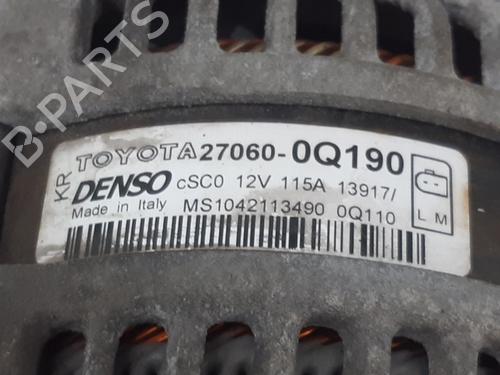 KR TOYOTA 27060-0Q190
DENSO cSC0 12V 115A 13917/
Made in Italy MS1042113490 0Q110
L M
B-PARTS